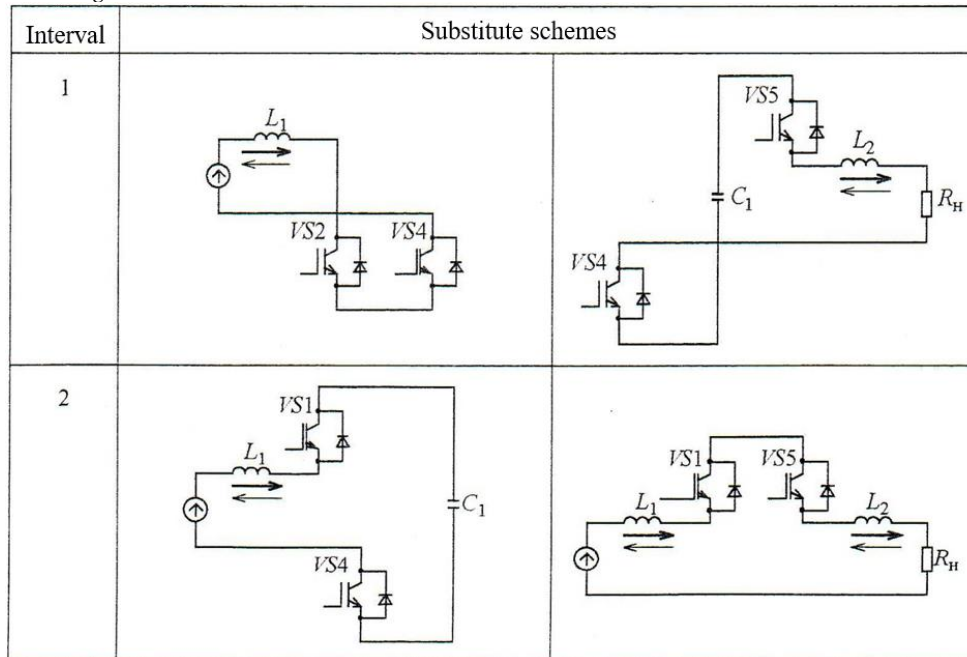 Interval
Substitute schemes
1
L1
VS2
VS4
VS5
L2
C1
RH
VS4
2
VS1
L1
C1
VS4
VS1
VS5
L1
L2
RH